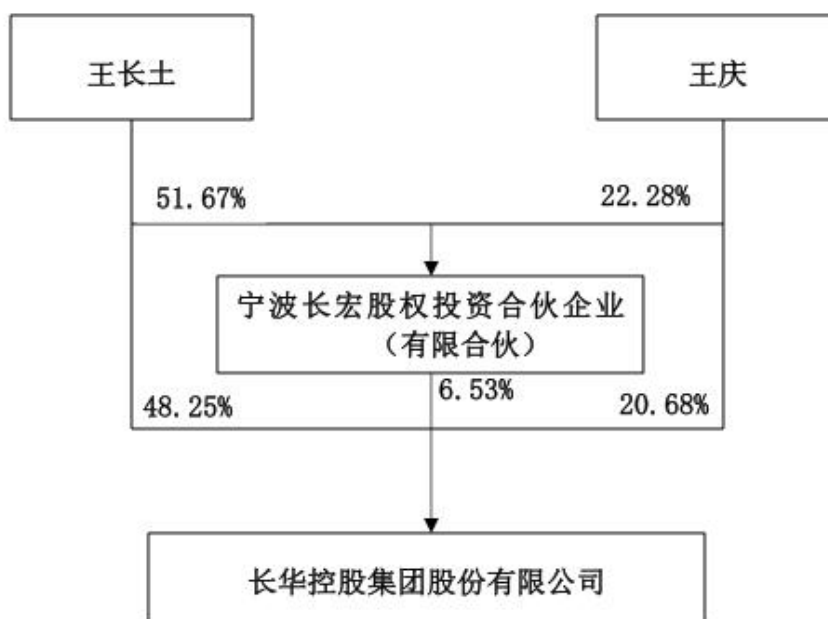 王长土
王庆
51.67%
22.28%
宁波长宏股权投资合伙企业
（有限合伙）
6.53%
48.25%
20.68%
长华控股集团股份有限公司